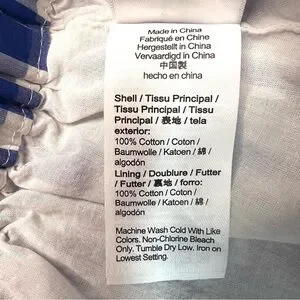 Made in China
Fabriqué en Chine
Hergestellt in China
Vervaardigd in China
中国製
hecho en china
Shell / Tissu Principal /
Tissu Principal / Tissu
Principal / 表地 / tela
exterior:
100% Cotton / Coton /
Baumwolle / Katoen / 綿 /
algodón
Lining / Doublure / Futter
/ Futter / 裏地 / forro:
100% Cotton / Coton /
Baumwolle / Katoen / 綿 /
algodón
Machine Wash Cold With Like
Colors. Non-Chlorine Bleach
Only. Tumble Dry Low. Iron on
Lowest Setting.